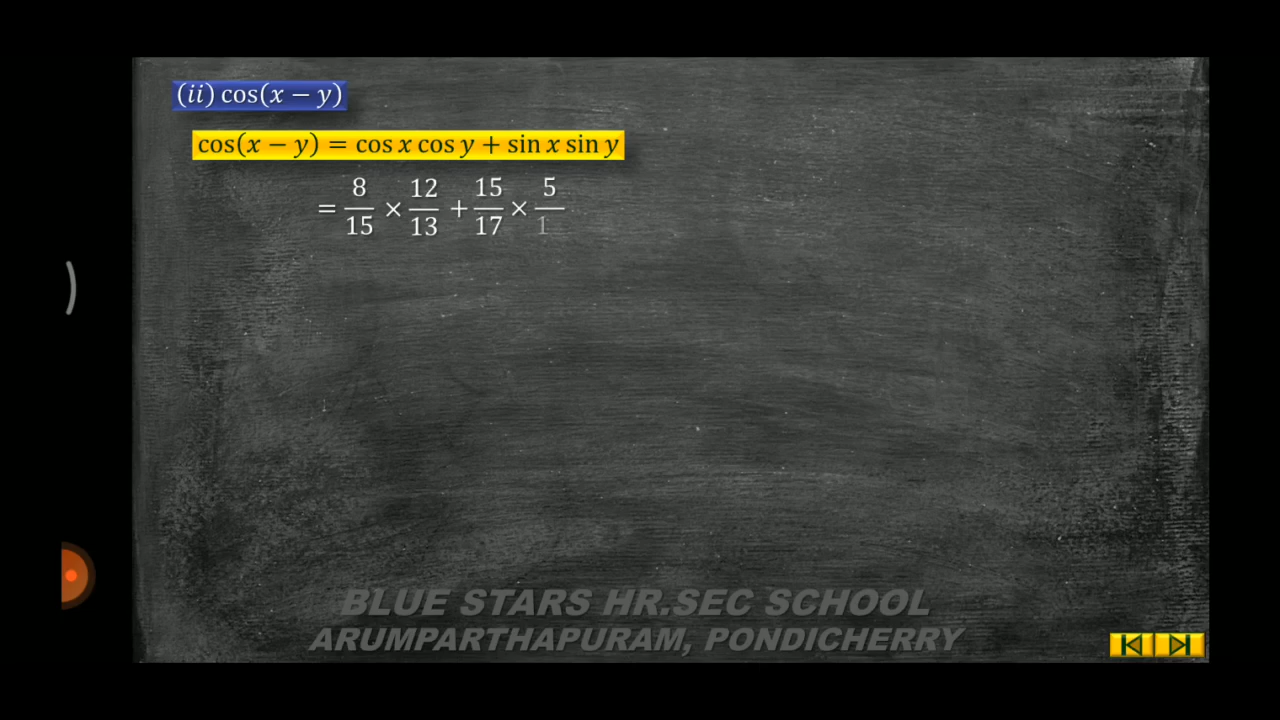 (ii) cos(x − y)
cos(x − y) = cos x cos y + sin x sin y
= 8/15 × 12/13 + 15/17 × 5/1
BLUE STARS HR.SEC SCHOOL
ARUMPARTHAPURAM, PONDICHERRY